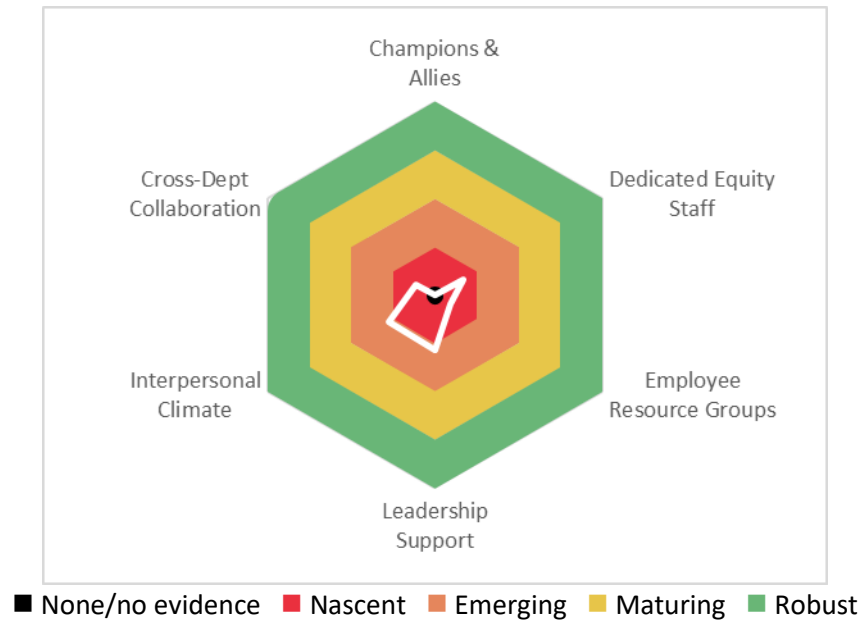 Champions &
Allies
Cross-Dept
Collaboration
Dedicated Equity
Staff
Interpersonal
Climate
Employee
Resource Groups
Leadership
Support
None/no evidence Nascent Emerging Maturing Robust